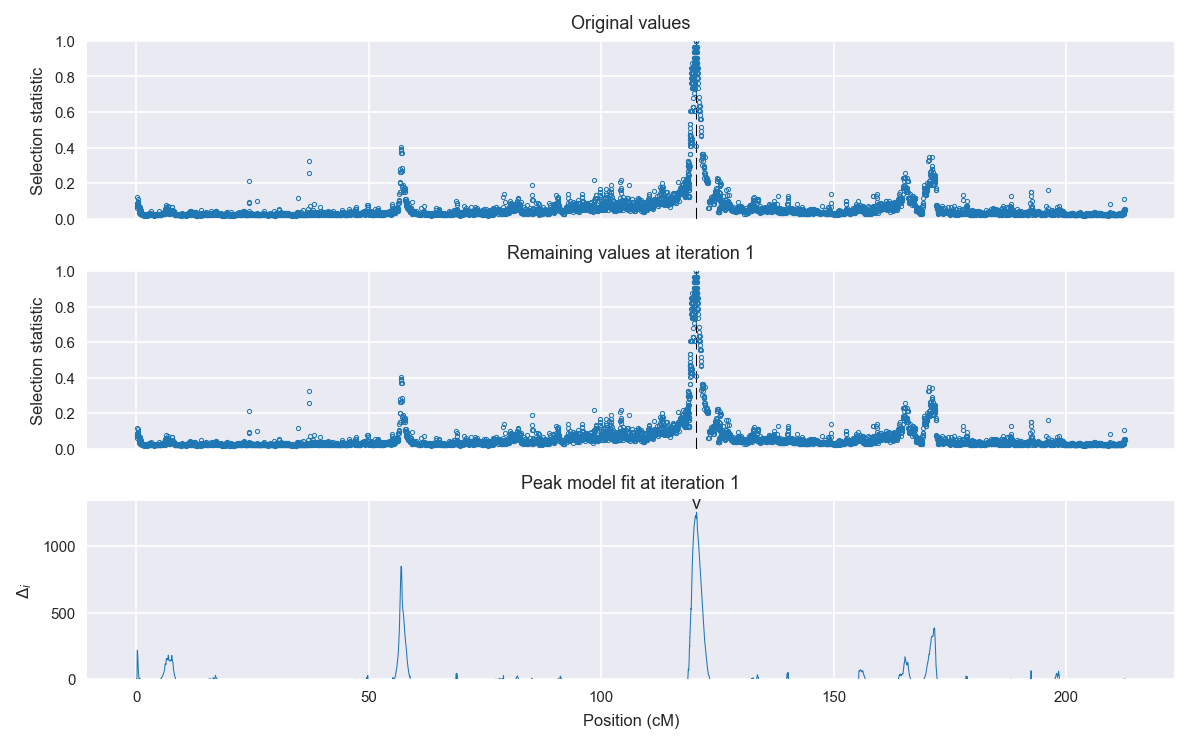 Original values
1.0
0.8
0.6
0.4
0.2
0.0
Selection statistic
Remaining values at iteration 1
1.0
0.8
0.6
0.4
0.2
0.0
Selection statistic
Peak model fit at iteration 1
v
1000
500
0
Δi
0 50 100 150 200
Position (cM)